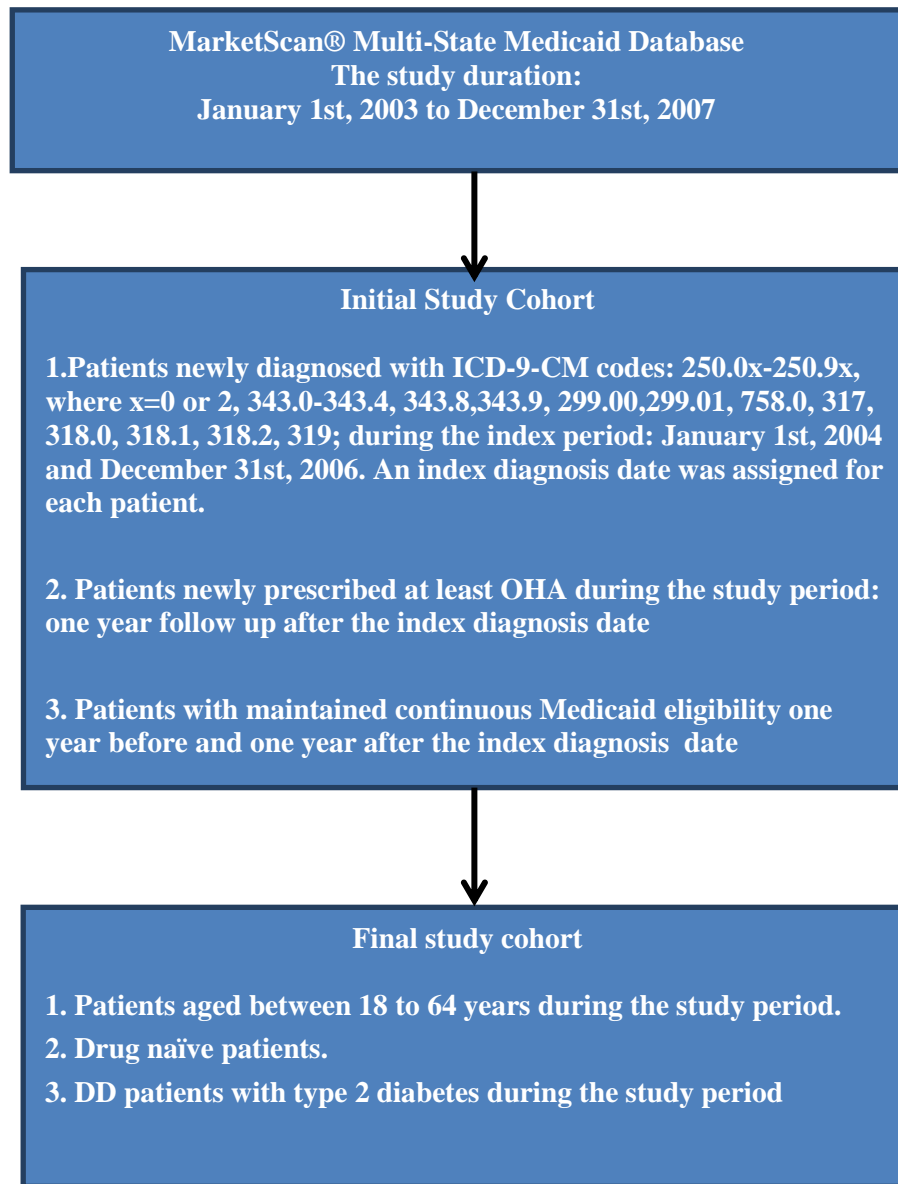 MarketScan® Multi-State Medicaid Database
The study duration:
January 1st, 2003 to December 31st, 2007
Initial Study Cohort
1.Patients newly diagnosed with ICD-9-CM codes: 250.0x-250.9x,
where x=0 or 2, 343.0-343.4, 343.8,343.9, 299.00,299.01, 758.0, 317,
318.0, 318.1, 318.2, 319; during the index period: January 1st, 2004
and December 31st, 2006. An index diagnosis date was assigned for
each patient.
2. Patients newly prescribed at least OHA during the study period:
one year follow up after the index diagnosis date
3. Patients with maintained continuous Medicaid eligibility one
year before and one year after the index diagnosis date
Final study cohort
1. Patients aged between 18 to 64 years during the study period.
2. Drug naïve patients.
3. DD patients with type 2 diabetes during the study period